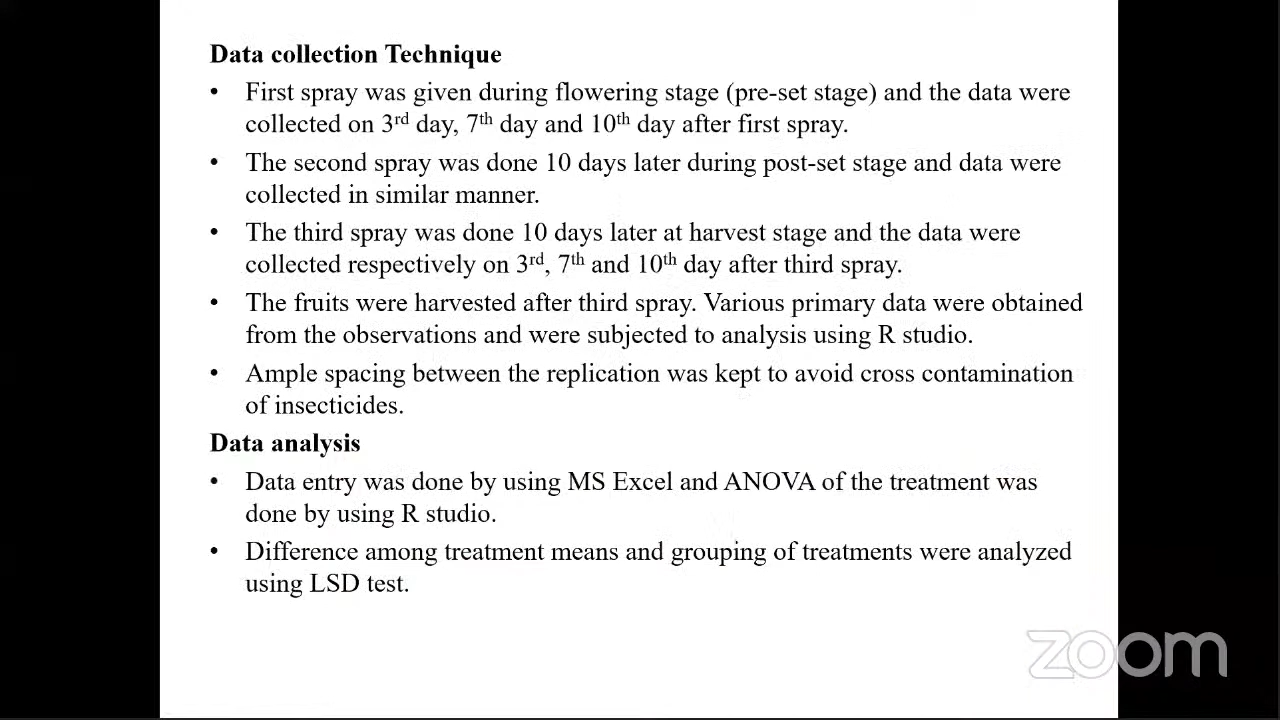 Data collection Technique
• First spray was given during flowering stage (pre-set stage) and the data were
collected on 3rd day, 7th day and 10th day after first spray.
• The second spray was done 10 days later during post-set stage and data were
collected in similar manner.
• The third spray was done 10 days later at harvest stage and the data were
collected respectively on 3rd, 7th and 10th day after third spray.
• The fruits were harvested after third spray. Various primary data were obtained
from the observations and were subjected to analysis using R studio.
• Ample spacing between the replication was kept to avoid cross contamination
of insecticides.
Data analysis
• Data entry was done by using MS Excel and ANOVA of the treatment was
done by using R studio.
• Difference among treatment means and grouping of treatments were analyzed
using LSD test.
zoom